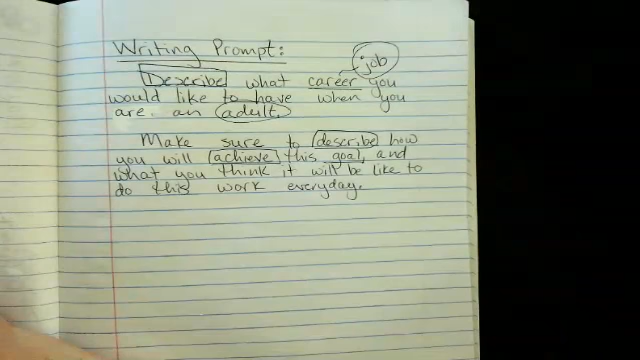 Writing Prompt:
job
Describe what career you
would like to have when you
are an adult.
Make sure to describe how
you will achieve this goal, and
what you think it will be like to
do this work everyday.